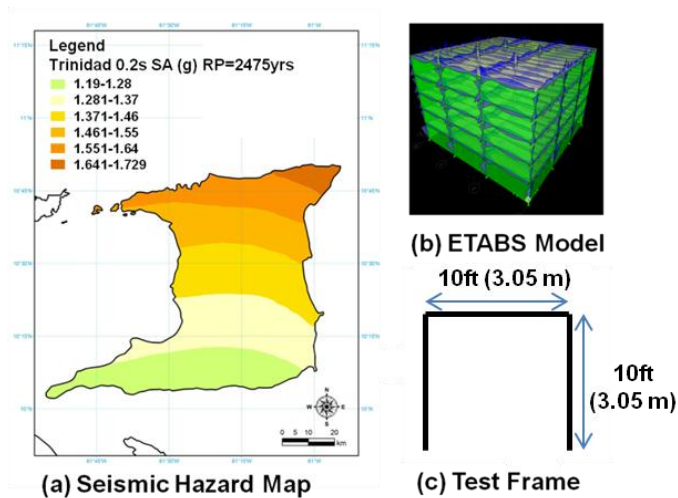 Legend
Trinidad 0.2s SA (g) RP=2475yrs
1.19-1.28
1.281-1.37
1.371-1.46
1.461-1.55
1.551-1.64
1.641-1.729
N
W E
S
0 5 10 20
km
(a) Seismic Hazard Map
(b) ETABS Model
10ft (3.05 m)
10ft
(3.05 m)
(c) Test Frame